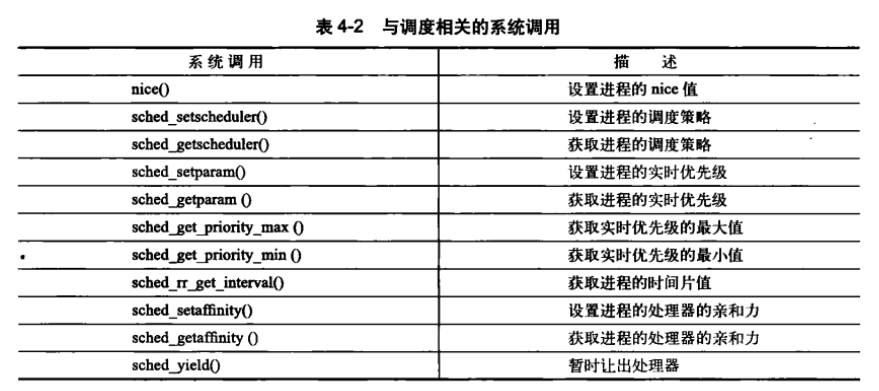 表 4-2 与调度相关的系统调用
系统调用 描述
nice() 设置进程的 nice 值
sched_setscheduler() 设置进程的调度策略
sched_getscheduler() 获取进程的调度策略
sched_setparam() 设置进程的实时优先级
sched_getparam () 获取进程的实时优先级
sched_get_priority_max () 获取实时优先级的最大值
sched_get_priority_min () 获取实时优先级的最小值
sched_rr_get_interval() 获取进程的时间片值
sched_setaffinity() 设置进程的处理器的亲和力
sched_getaffinity () 获取进程的处理器的亲和力
sched_yield() 暂时让出处理器